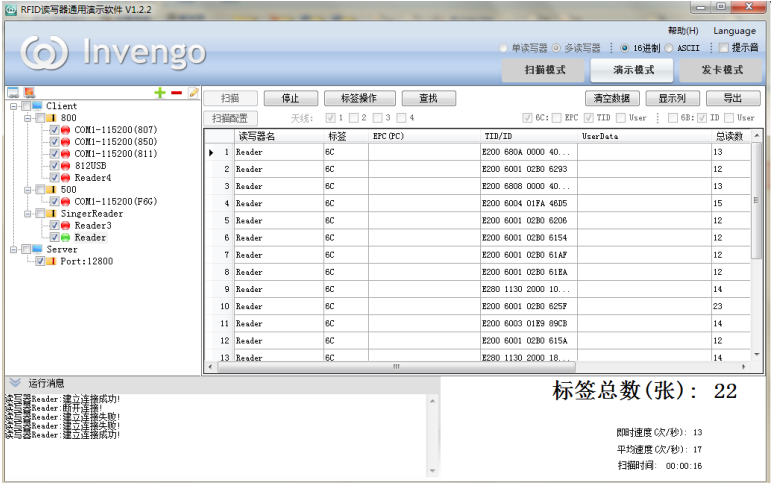 RFID读写器通用演示软件 V1.2.2
帮助(H) Language
Invengo
单读写器 多读写器 16进制 ASCII 提示音
扫描模式 演示模式 发卡模式
扫描 停止 标签操作 查找 清空数据 显示列 导出
扫描配置 天线: 1 2 3 4 6C: EPC TID User 6B: ID User
Client
800
COM1-115200(807)
COM1-115200(850)
COM1-115200(811)
812USB
Reader4
500
COM1-115200(F6G)
SingerReader
Reader3
Reader
Server
Port:12800
读写器名 标签 EPC(PC) TID/ID UserData 总读数
1 Reader 6C E200 680A 0000 40... 13
2 Reader 6C E200 6001 02B0 6293 12
3 Reader 6C E200 6808 0000 40... 13
4 Reader 6C E200 6004 01FA 46D5 15
5 Reader 6C E200 6001 02B0 6206 12
6 Reader 6C E200 6001 02B0 6154 12
7 Reader 6C E200 6001 02B0 61AF 12
8 Reader 6C E200 6001 02B0 61EA 12
9 Reader 6C E280 1130 2000 10... 14
10 Reader 6C E200 6001 02B0 625F 23
11 Reader 6C E200 6003 01E9 89CB 14
12 Reader 6C E200 6001 02B0 615A 12
13 Reader 6C E280 1130 2000 18... 14
运行消息
读写器Reader:建立连接成功!
读写器Reader:断开连接!
读写器Reader:建立连接失败!
读写器Reader:建立连接失败!
读写器Reader:建立连接成功!
标签总数(张): 22
即时速度(次/秒): 13
平均速度(次/秒): 17
扫描时间: 00:00:16